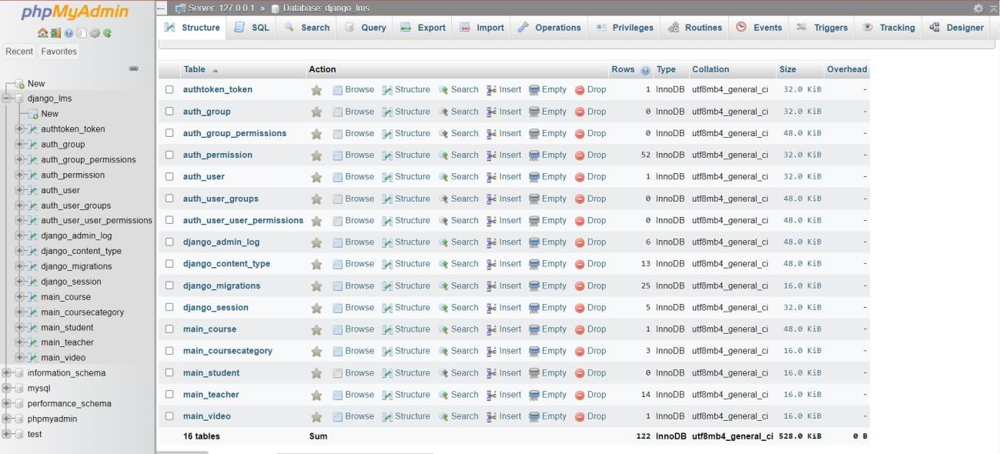 phpMyAdmin
Recent Favorites
New
django_lms
New
authtoken_token
auth_group
auth_group_permissions
auth_permission
auth_user
auth_user_groups
auth_user_user_permissions
django_admin_log
django_content_type
django_migrations
django_session
main_course
main_coursecategory
main_student
main_teacher
main_video
information_schema
mysql
performance_schema
phpmyadmin
test
Server: 127.0.0.1 » Database: django_lms
Structure SQL Search Query Export Import Operations Privileges Routines Events Triggers Tracking Designer
Table Action Rows Type Collation Size Overhead
authtoken_token Browse Structure Search Insert Empty Drop 1 InnoDB utf8mb4_general_ci 32.0 KiB -
auth_group Browse Structure Search Insert Empty Drop 0 InnoDB utf8mb4_general_ci 32.0 KiB -
auth_group_permissions Browse Structure Search Insert Empty Drop 0 InnoDB utf8mb4_general_ci 48.0 KiB -
auth_permission Browse Structure Search Insert Empty Drop 52 InnoDB utf8mb4_general_ci 32.0 KiB -
auth_user Browse Structure Search Insert Empty Drop 1 InnoDB utf8mb4_general_ci 32.0 KiB -
auth_user_groups Browse Structure Search Insert Empty Drop 0 InnoDB utf8mb4_general_ci 48.0 KiB -
auth_user_user_permissions Browse Structure Search Insert Empty Drop 0 InnoDB utf8mb4_general_ci 48.0 KiB -
django_admin_log Browse Structure Search Insert Empty Drop 6 InnoDB utf8mb4_general_ci 48.0 KiB -
django_content_type Browse Structure Search Insert Empty Drop 13 InnoDB utf8mb4_general_ci 48.0 KiB -
django_migrations Browse Structure Search Insert Empty Drop 25 InnoDB utf8mb4_general_ci 16.0 KiB -
django_session Browse Structure Search Insert Empty Drop 5 InnoDB utf8mb4_general_ci 32.0 KiB -
main_course Browse Structure Search Insert Empty Drop 1 InnoDB utf8mb4_general_ci 48.0 KiB -
main_coursecategory Browse Structure Search Insert Empty Drop 3 InnoDB utf8mb4_general_ci 16.0 KiB -
main_student Browse Structure Search Insert Empty Drop 0 InnoDB utf8mb4_general_ci 16.0 KiB -
main_teacher Browse Structure Search Insert Empty Drop 14 InnoDB utf8mb4_general_ci 16.0 KiB -
main_video Browse Structure Search Insert Empty Drop 1 InnoDB utf8mb4_general_ci 16.0 KiB -
16 tables Sum 122 InnoDB utf8mb4_general_ci 528.0 KiB 0 B